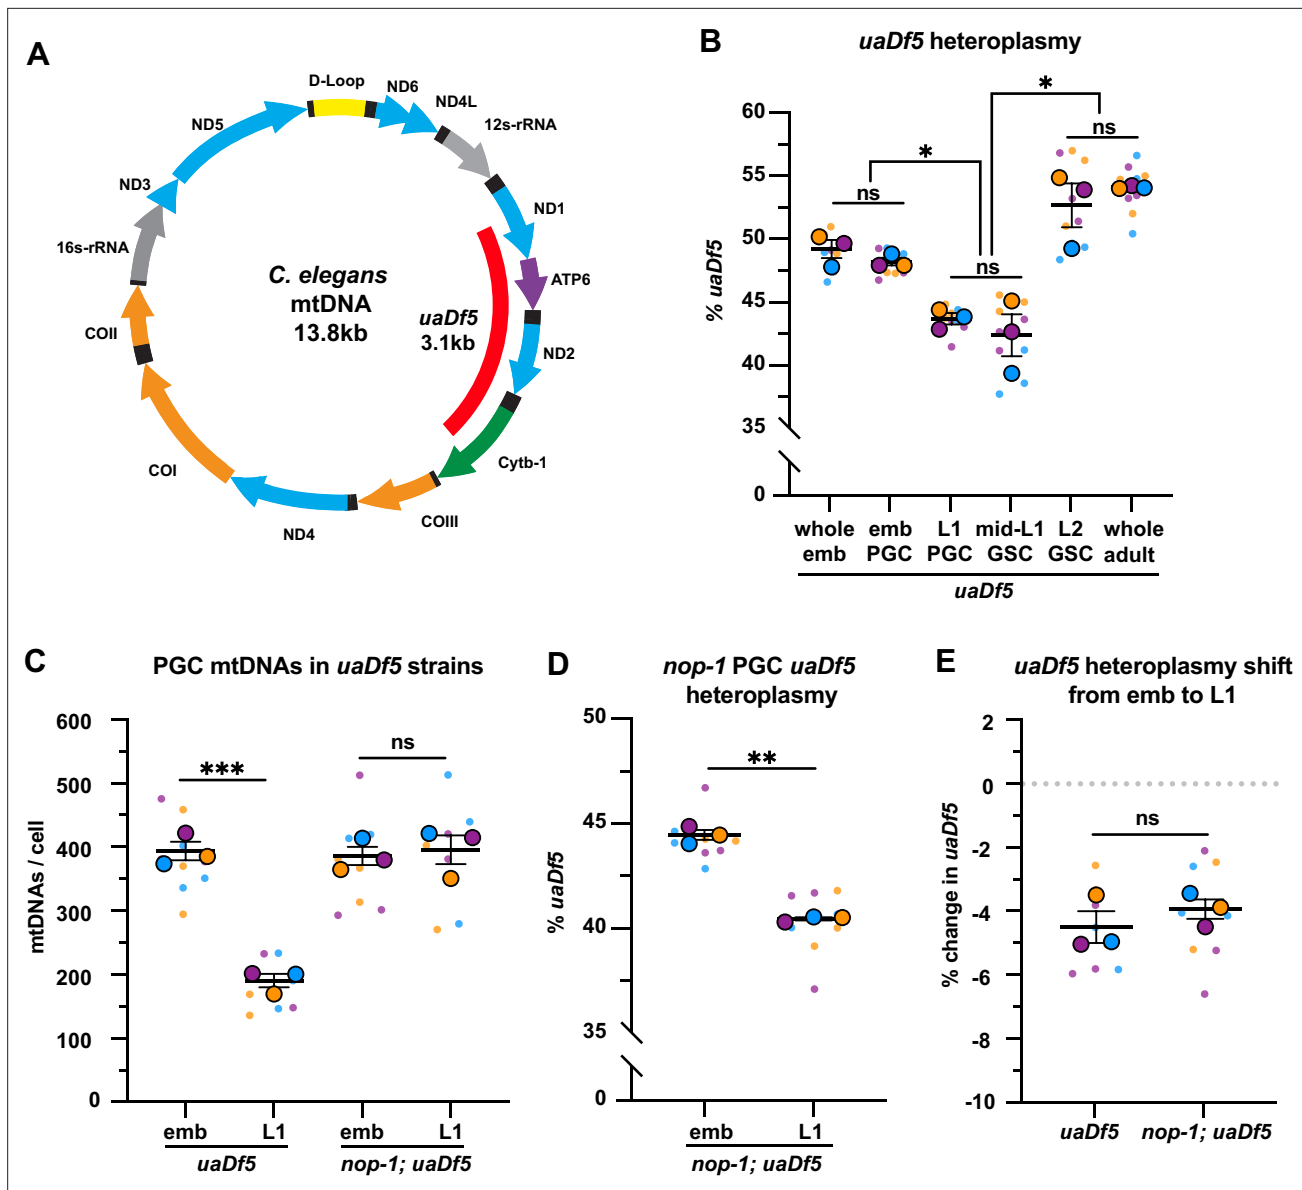 A
D-Loop
ND6
ND4L
12s-rRNA
ND5
ND3
ND1
16s-rRNA
ATP6
C. elegans
mtDNA
13.8kb
uaDf5
3.1kb
COII
ND2
COI
Cytb-1
ND4
COIII
B
uaDf5 heteroplasmy
% uaDf5
60
55
50
45
40
35
0
*
*
ns
ns
ns
whole emb
emb PGC
L1 PGC
mid-L1 GSC
L2 GSC
whole adult
uaDf5
C
PGC mtDNAs in uaDf5 strains
mtDNAs / cell
600
500
400
300
200
100
0
***
ns
emb
L1
emb
L1
uaDf5
nop-1; uaDf5
D
nop-1 PGC uaDf5
heteroplasmy
% uaDf5
50
45
40
35
0
**
emb
L1
nop-1; uaDf5
E
uaDf5 heteroplasmy shift
from emb to L1
% change in uaDf5
2
0
-2
-4
-6
-8
-10
ns
uaDf5
nop-1; uaDf5